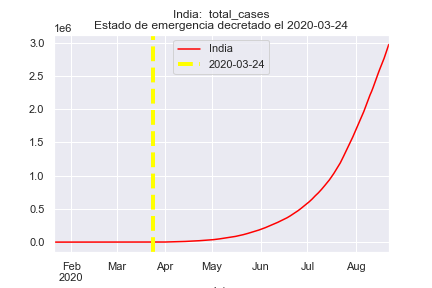 India: total_cases
Estado de emergencia decretado el 2020-03-24
1e6
India
2020-03-24
3.0
2.5
2.0
1.5
1.0
0.5
0.0
Feb Mar Apr May Jun Jul Aug
2020